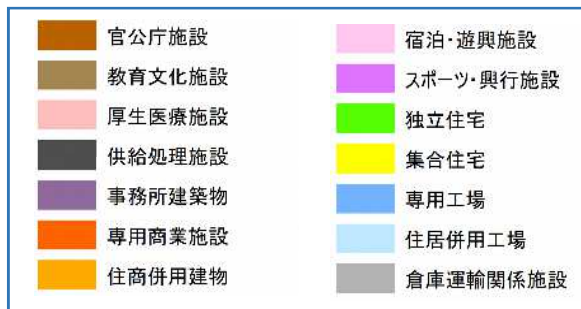 官公庁施設
教育文化施設
厚生医療施設
供給処理施設
事務所建築物
専用商業施設
住商併用建物
宿泊・遊興施設
スポーツ・興行施設
独立住宅
集合住宅
専用工場
住居併用工場
倉庫運輸関係施設